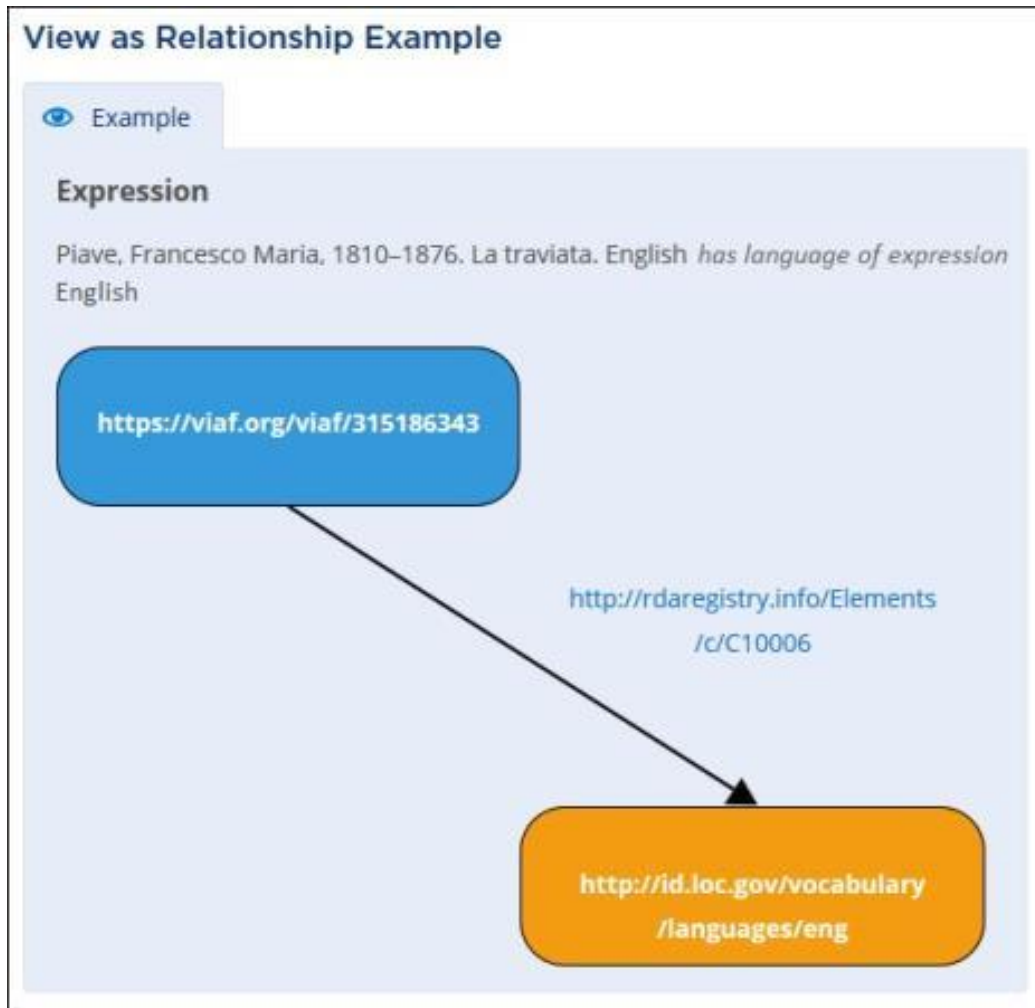 View as Relationship Example
Example
Expression
Piave, Francesco Maria, 1810–1876. La traviata. English has language of expression
English
https://viaf.org/viaf/315186343
http://rdaregistry.info/Elements
/c/C10006
http://id.loc.gov/vocabulary
/languages/eng